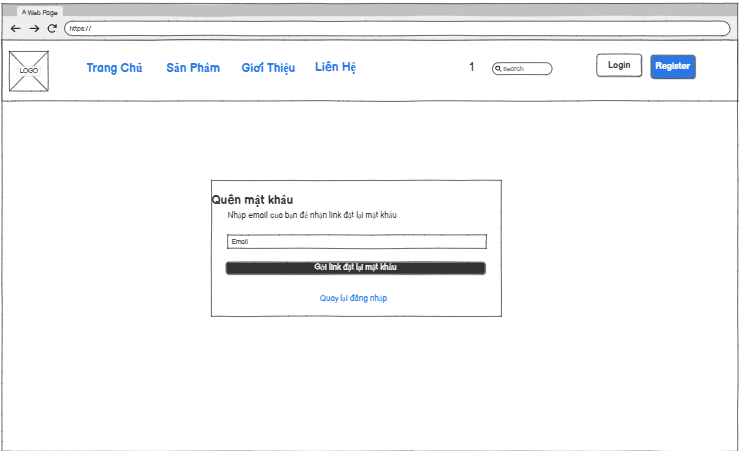 A Web Page
https://
LOGO
Trang Chủ Sản Phẩm Giới Thiệu Liên Hệ 1 search Login Register
Quên mật khẩu
Nhập email của bạn để nhận link đặt lại mật khẩu
Email
Gửi link đặt lại mật khẩu
Quay lại đăng nhập